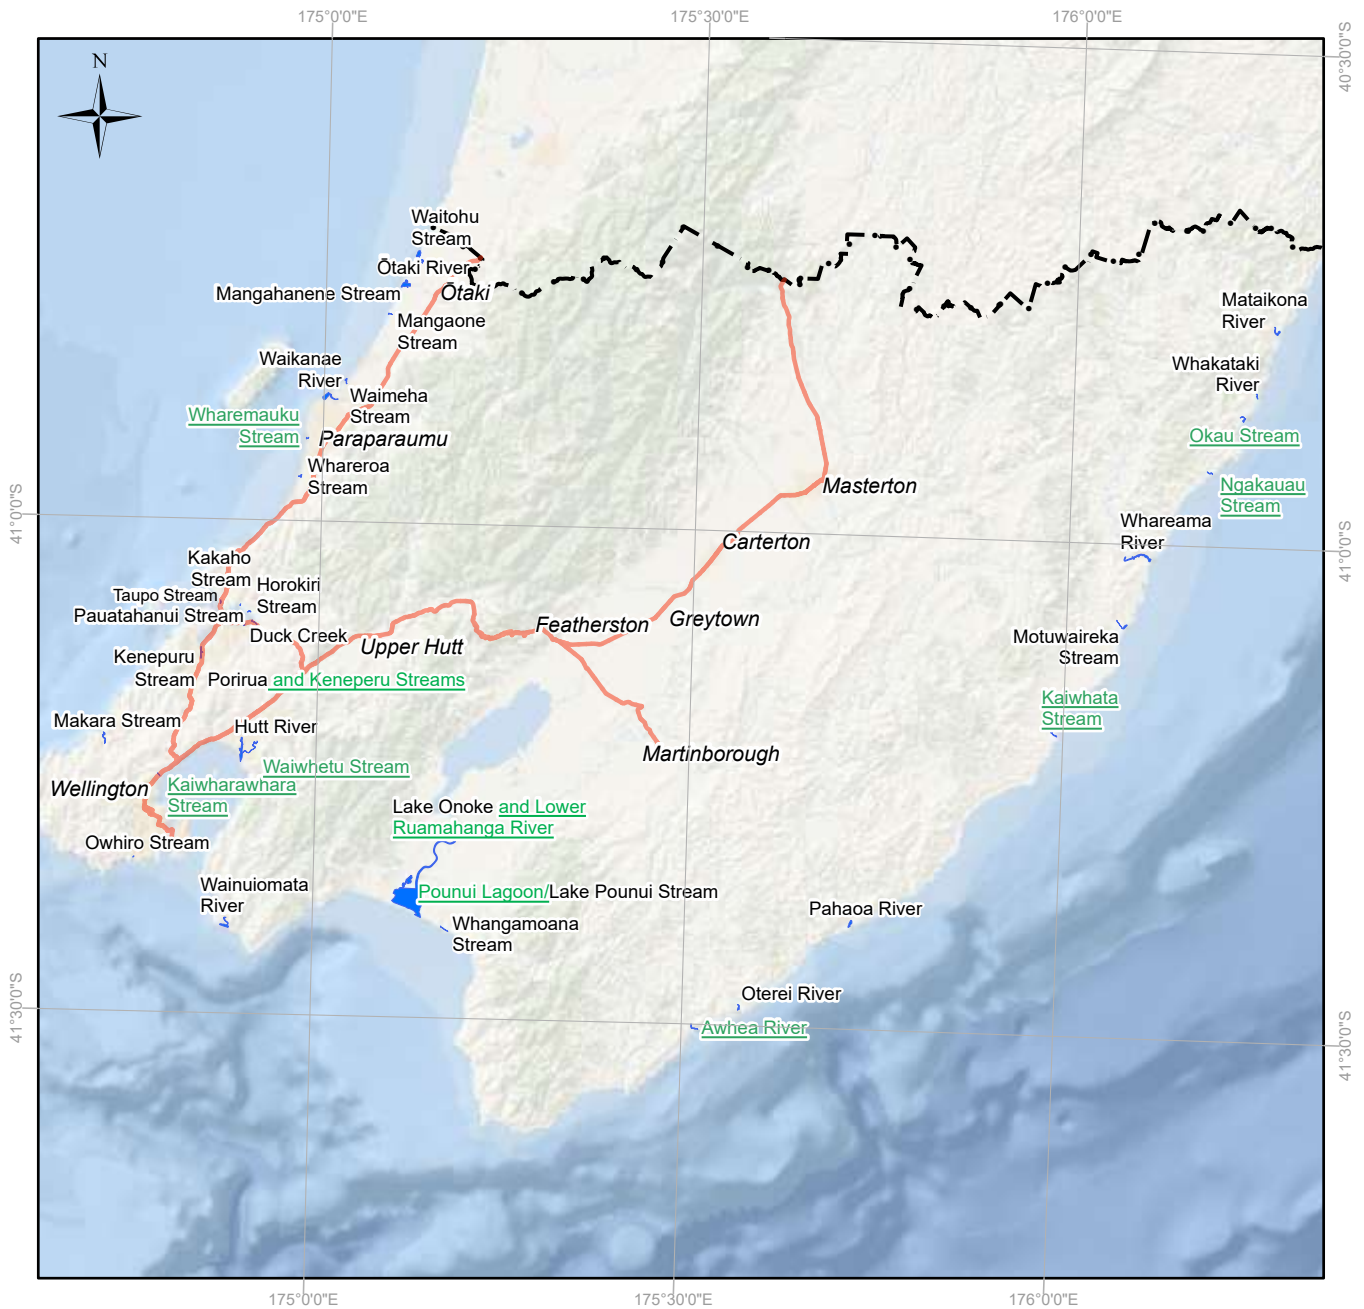 175°0'0"E
175°30'0"E
176°0'0"E
40°30'0"S
N
Waitohu
Stream
Ōtaki River
Ōtaki
Mangahanene Stream
Mangaone
Stream
Mataikona
River
Waikanae
River
Whakataki
River
Waimeha
Stream
Wharemauku
Stream
Paraparaumu
Okau Stream
Whareroa
Stream
Masterton
Ngakauau
Stream
41°0'0"S
Whareama
River
41°0'0"S
Carterton
Kakaho
Stream
Horokiri
Stream
Taupo Stream
Pauatahanui Stream
Duck Creek
Greytown
Featherston
Upper Hutt
Motuwaireka
Stream
Kenepuru
Stream
Porirua and Keneperu Streams
Kaiwhata
Stream
Makara Stream
Hutt River
Martinborough
Waiwhetu Stream
Wellington
Kaiwharawhara
Stream
Lake Onoke and Lower
Ruamahanga River
Owhiro Stream
Wainuiomata
River
Pounui Lagoon/Lake Pounui Stream
Pahaoa River
Whangamoana
Stream
Oterei River
Awhea River
41°30'0"S
41°30'0"S
175°0'0"E
175°30'0"E
176°0'0"E